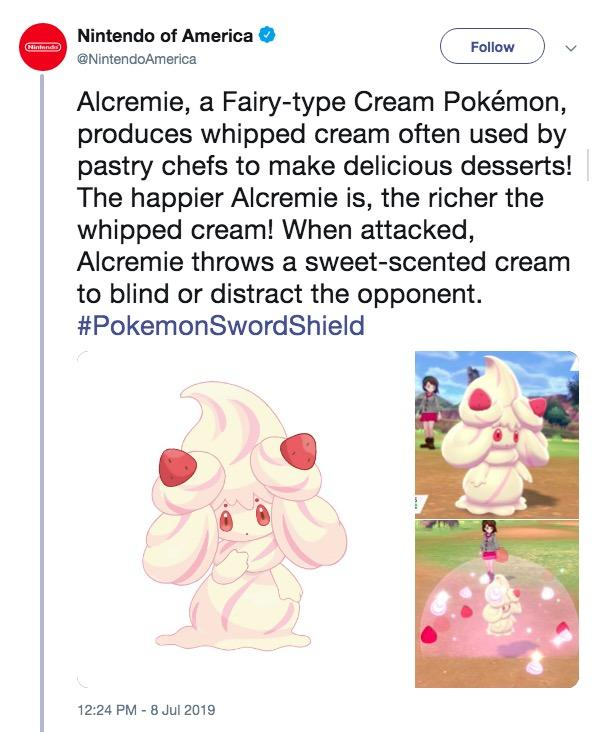 Nintendo
Nintendo of America
@NintendoAmerica
Follow
Alcremie, a Fairy-type Cream Pokémon,
produces whipped cream often used by
pastry chefs to make delicious desserts!
The happier Alcremie is, the richer the
whipped cream! When attacked,
Alcremie throws a sweet-scented cream
to blind or distract the opponent.
#PokemonSwordShield
12:24 PM - 8 Jul 2019